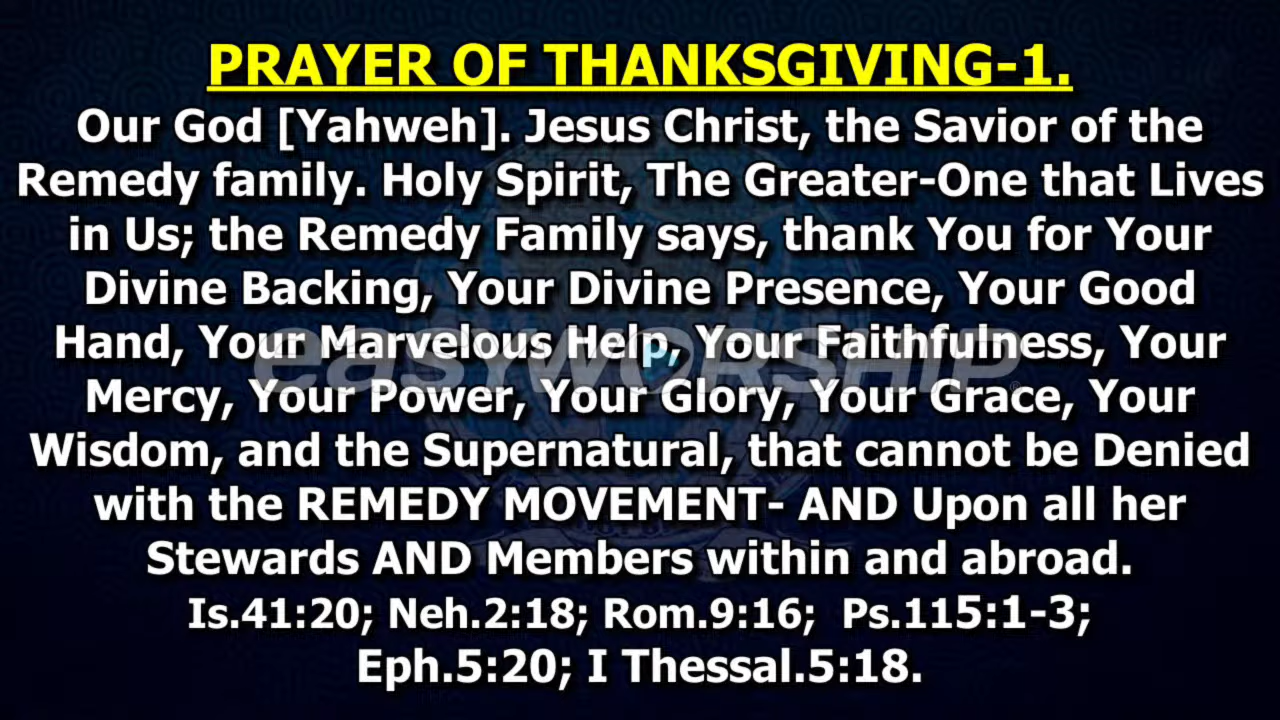 PRAYER OF THANKSGIVING-1.
Our God [Yahweh]. Jesus Christ, the Savior of the
Remedy family. Holy Spirit, The Greater-One that Lives
in Us; the Remedy Family says, thank You for Your
Divine Backing, Your Divine Presence, Your Good
Hand, Your Marvelous Help, Your Faithfulness, Your
easyWORSHIP®
Mercy, Your Power, Your Glory, Your Grace, Your
Wisdom, and the Supernatural, that cannot be Denied
with the REMEDY MOVEMENT- AND Upon all her
Stewards AND Members within and abroad.
Is.41:20; Neh.2:18; Rom.9:16;  Ps.115:1-3;
Eph.5:20; I Thessal.5:18.